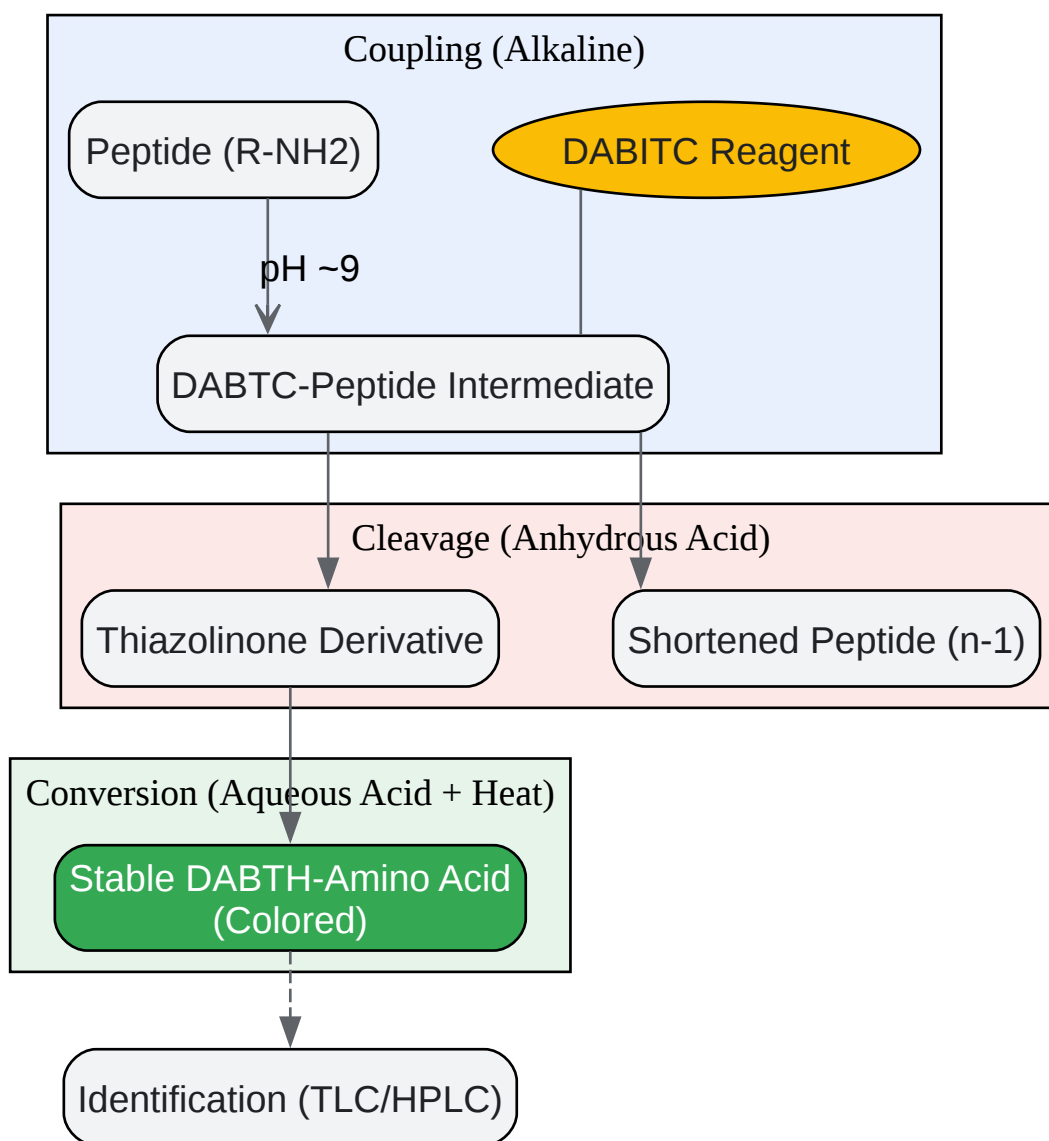 Coupling (Alkaline)
Peptide (R-NH2)
DABITC Reagent
pH ~9
DABTC-Peptide Intermediate
Cleavage (Anhydrous Acid)
Thiazolinone Derivative
Shortened Peptide (n-1)
Conversion (Aqueous Acid + Heat)
Stable DABTH-Amino Acid
(Colored)
Identification (TLC/HPLC)